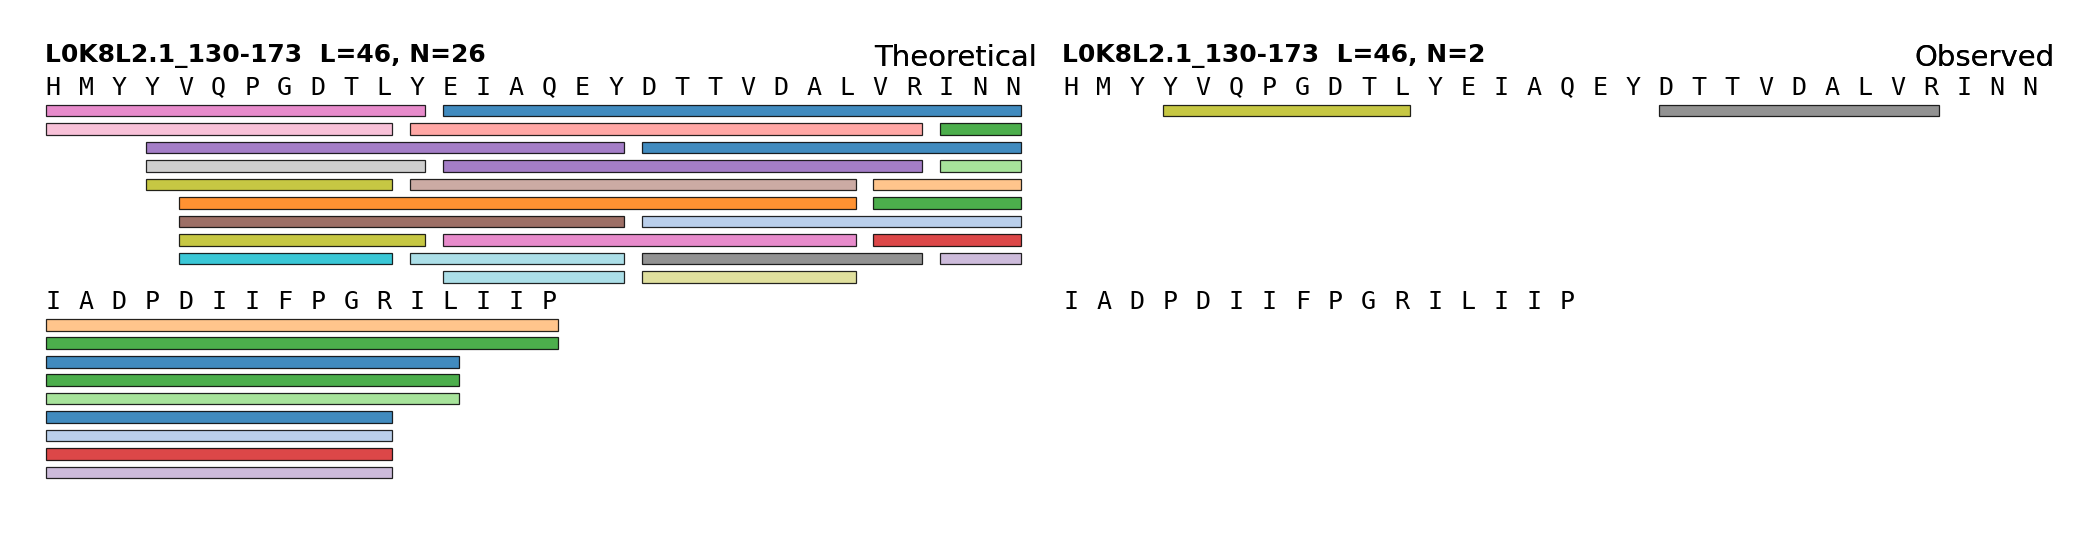 L0K8L2.1_130-173 L=46, N=26 Theoretical
H M Y Y V Q P G D T L Y E I A Q E Y D T T V D A L V R I N N
I A D P D I I F P G R I L I I P
L0K8L2.1_130-173 L=46, N=2 Observed
H M Y Y V Q P G D T L Y E I A Q E Y D T T V D A L V R I N N
I A D P D I I F P G R I L I I P